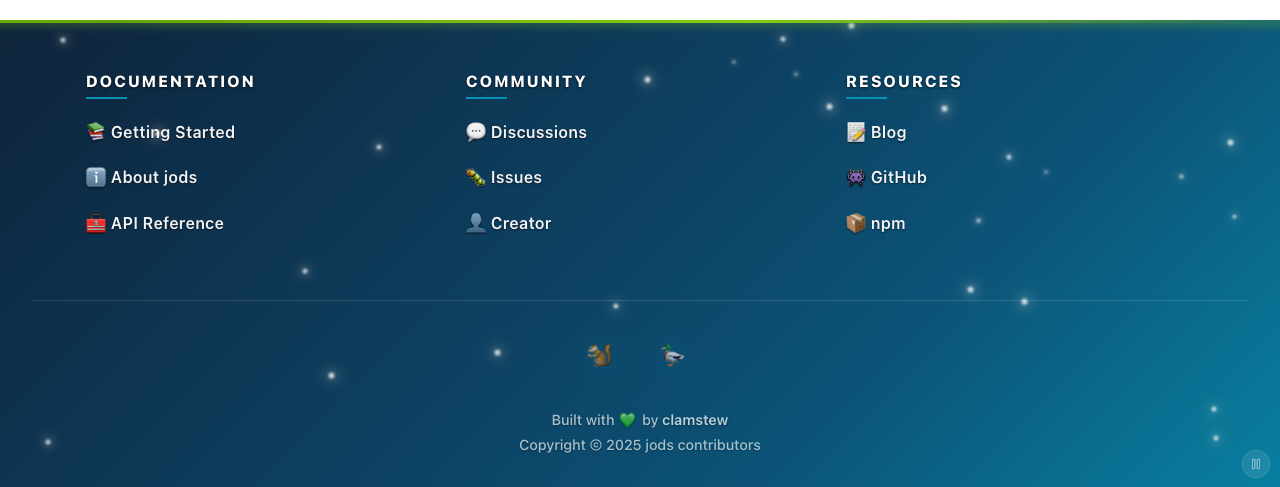 DOCUMENTATION
Getting Started
About jods
API Reference
COMMUNITY
Discussions
Issues
Creator
RESOURCES
Blog
GitHub
npm
Built with 💚 by clamstew
Copyright © 2025 jods contributors